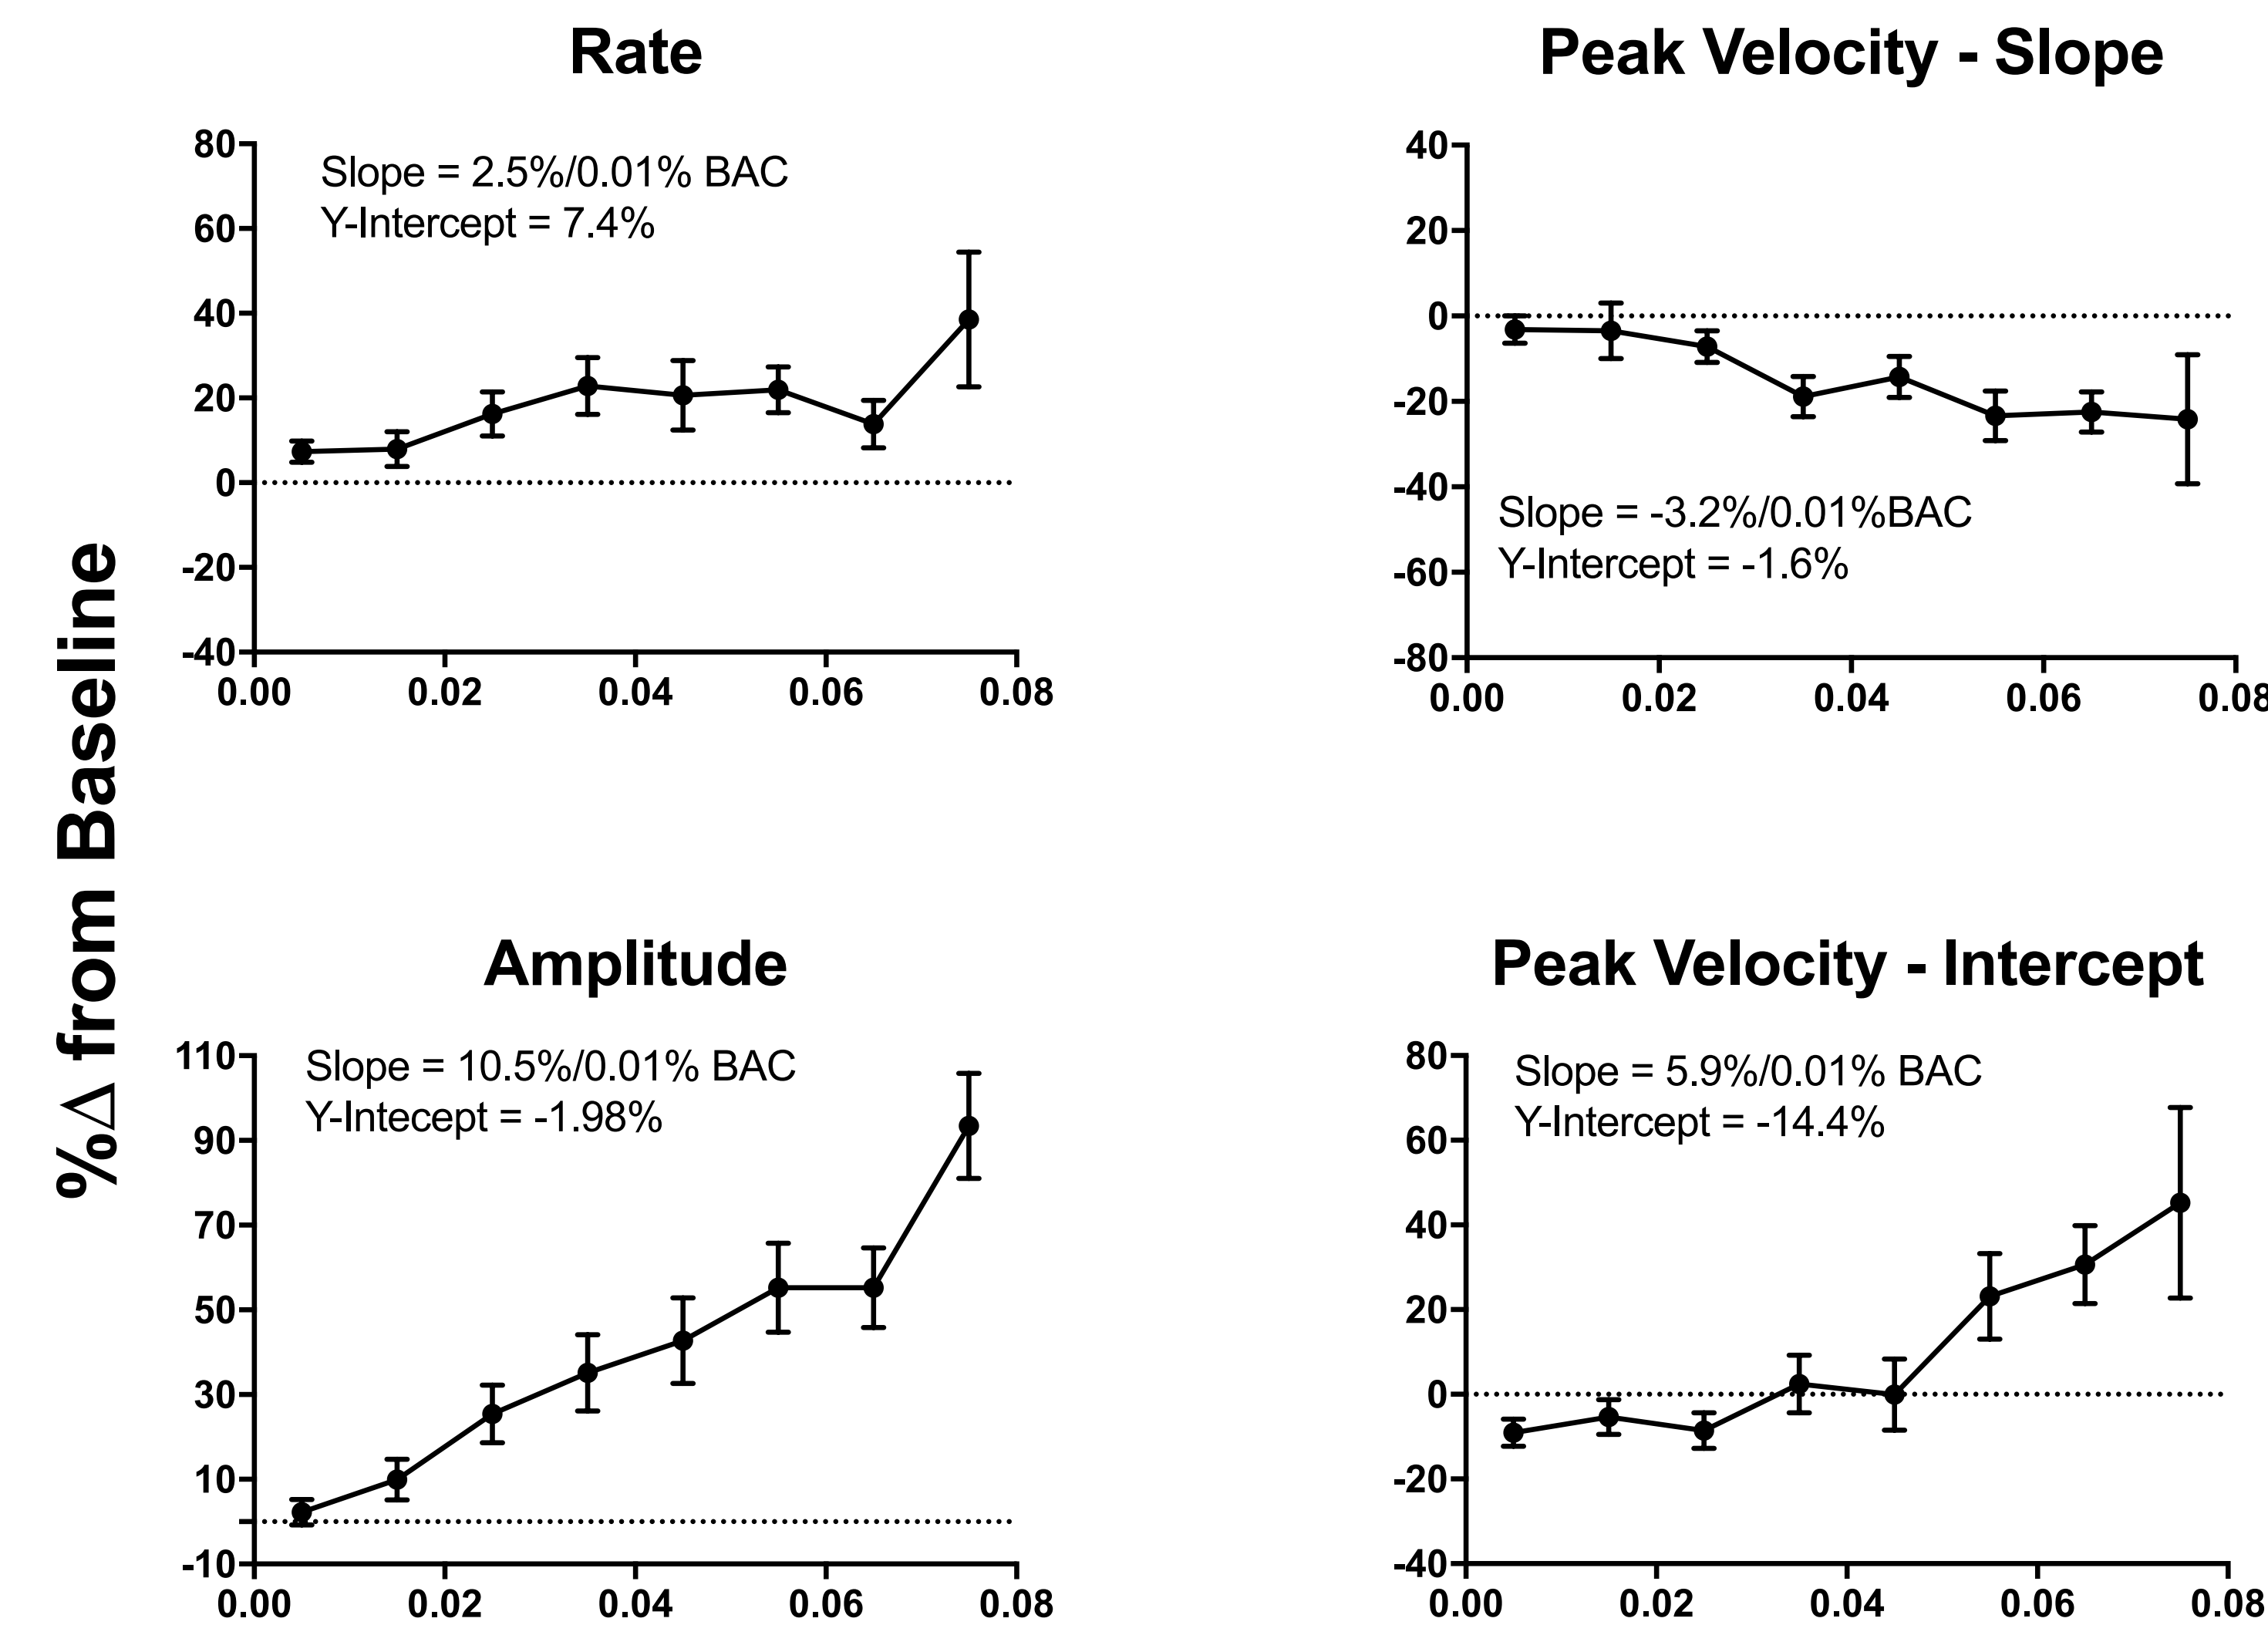 %Δ from Baseline
Rate
80
60
40
20
0
-20
-40
Slope = 2.5%/0.01% BAC
Y-Intercept = 7.4%
0.00 0.02 0.04 0.06 0.08
Peak Velocity - Slope
40
20
0
-20
-40
-60
-80
Slope = -3.2%/0.01%BAC
Y-Intercept = -1.6%
0.00 0.02 0.04 0.06 0.08
Amplitude
110
90
70
50
30
10
-10
Slope = 10.5%/0.01% BAC
Y-Intecept = -1.98%
0.00 0.02 0.04 0.06 0.08
Peak Velocity - Intercept
80
60
40
20
0
-20
-40
Slope = 5.9%/0.01% BAC
Y-Intercept = -14.4%
0.00 0.02 0.04 0.06 0.08